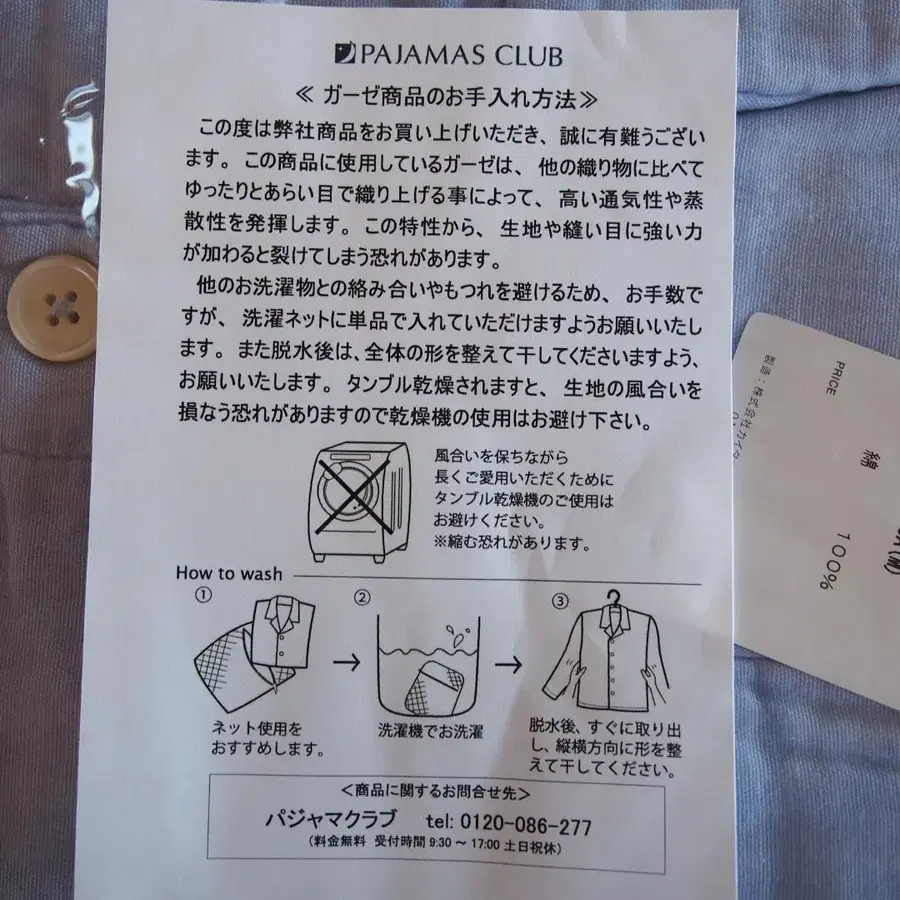 PAJAMAS CLUB
≪ ガーゼ商品のお手入れ方法≫
この度は弊社商品をお買い上げいただき、誠に有難うござい
ます。この商品に使用しているガーゼは、他の織り物に比べて
ゆったりとあらい目で織り上げる事によって、高い通気性や蒸
散性を発揮します。この特性から、生地や縫い目に強い力
が加わると裂けてしまう恐れがあります。
他のお洗濯物との絡み合いやもつれを避けるため、お手数で
すが、洗濯ネットに単品で入れていただけますようお願いいたし
ます。また脱水後は、全体の形を整えて干してくださいますよう、
お願いいたします。タンブル乾燥されますと、生地の風合いを
損なう恐れがありますので乾燥機の使用はお避け下さい。
風合いを保ちながら
長くご愛用いただくために
タンブル乾燥機のご使用は
お避けください。
※縮む恐れがあります。
How to wash
①
②
③
ネット使用を
おすすめします。
洗濯機でお洗濯
脱水後、すぐに取り出
し、縦横方向に形を整
えて干してください。
＜商品に関するお問合せ先＞
パジャマクラブ tel: 0120-086-277
（料金無料 受付時間 9:30 ～ 17:00 土日祝休）
PRICE
製造：株式会社カイタ
綿 100%
(M)